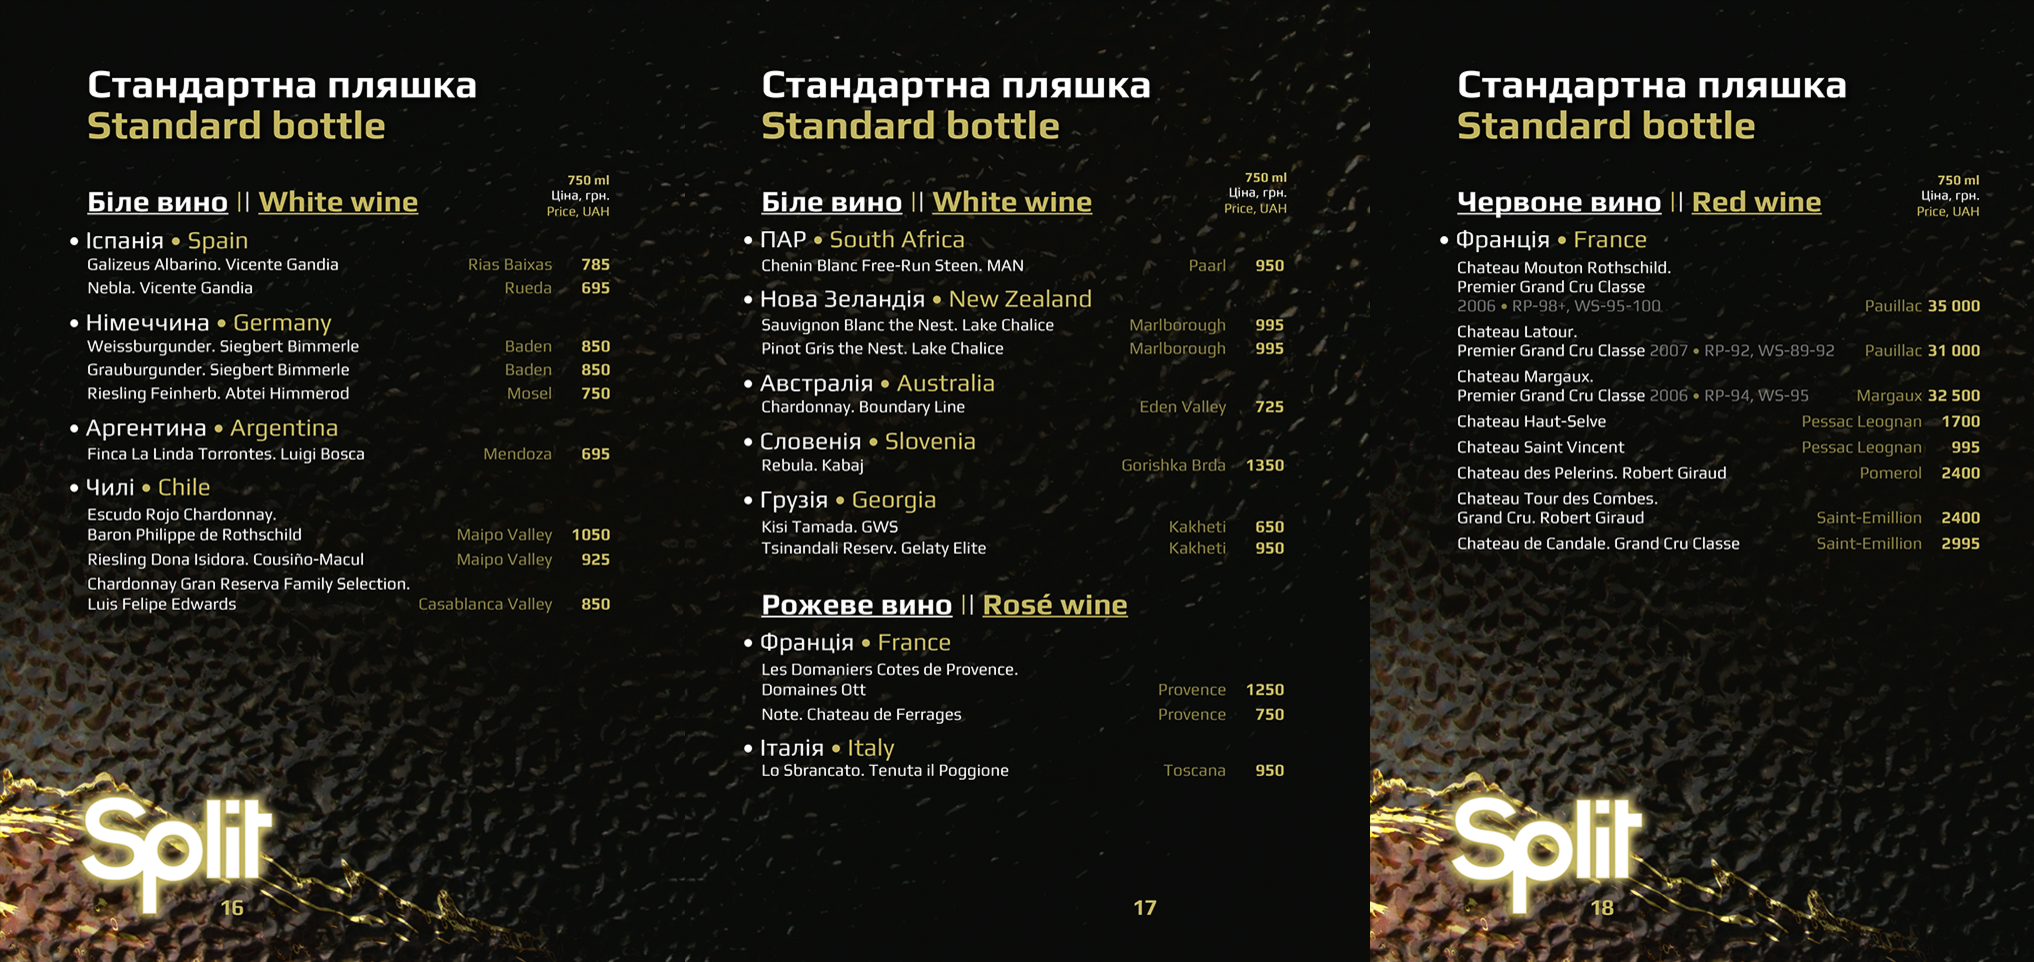 Стандартна пляшка
Standard bottle
750 ml
Ціна, грн.
Price, UAH
Біле вино || White wine
• Іспанія • Spain
Galizeus Albarino. Vicente Gandia Rias Baixas 785
Nebla. Vicente Gandia Rueda 695
• Німеччина • Germany
Weissburgunder. Siegbert Bimmerle Baden 850
Grauburgunder. Siegbert Bimmerle Baden 850
Riesling Feinherb. Abtei Himmerod Mosel 750
• Аргентина • Argentina
Finca La Linda Torrontes. Luigi Bosca Mendoza 695
• Чилі • Chile
Escudo Rojo Chardonnay.
Baron Philippe de Rothschild Maipo Valley 1050
Riesling Dona Isidora. Cousiño-Macul Maipo Valley 925
Chardonnay Gran Reserva Family Selection.
Luis Felipe Edwards Casablanca Valley 850
Split
16
Стандартна пляшка
Standard bottle
750 ml
Ціна, грн.
Price, UAH
Біле вино || White wine
• ПАР • South Africa
Chenin Blanc Free-Run Steen. MAN Paarl 950
• Нова Зеландія • New Zealand
Sauvignon Blanc the Nest. Lake Chalice Marlborough 995
Pinot Gris the Nest. Lake Chalice Marlborough 995
• Австралія • Australia
Chardonnay. Boundary Line Eden Valley 725
• Словенія • Slovenia
Rebula. Kabaj Gorishka Brda 1350
• Грузія • Georgia
Kisi Tamada. GWS Kakheti 650
Tsinandali Reserv. Gelaty Elite Kakheti 950
Рожеве вино || Rosé wine
• Франція • France
Les Domaniers Cotes de Provence.
Domaines Ott Provence 1250
Note. Chateau de Ferrages Provence 750
• Італія • Italy
Lo Sbrancato. Tenuta il Poggione Toscana 950
17
Стандартна пляшка
Standard bottle
750 ml
Ціна, грн.
Price, UAH
Червоне вино || Red wine
• Франція • France
Chateau Mouton Rothschild.
Premier Grand Cru Classe
2006 • RP-98+, WS-95-100 Pauillac 35 000
Chateau Latour.
Premier Grand Cru Classe 2007 • RP-92, WS-89-92 Pauillac 31 000
Chateau Margaux.
Premier Grand Cru Classe 2006 • RP-94, WS-95 Margaux 32 500
Chateau Haut-Selve Pessac Leognan 1700
Chateau Saint Vincent Pessac Leognan 995
Chateau des Pelerins. Robert Giraud Pomerol 2400
Chateau Tour des Combes.
Grand Cru. Robert Giraud Saint-Emillion 2400
Chateau de Candale. Grand Cru Classe Saint-Emillion 2995
Split
18